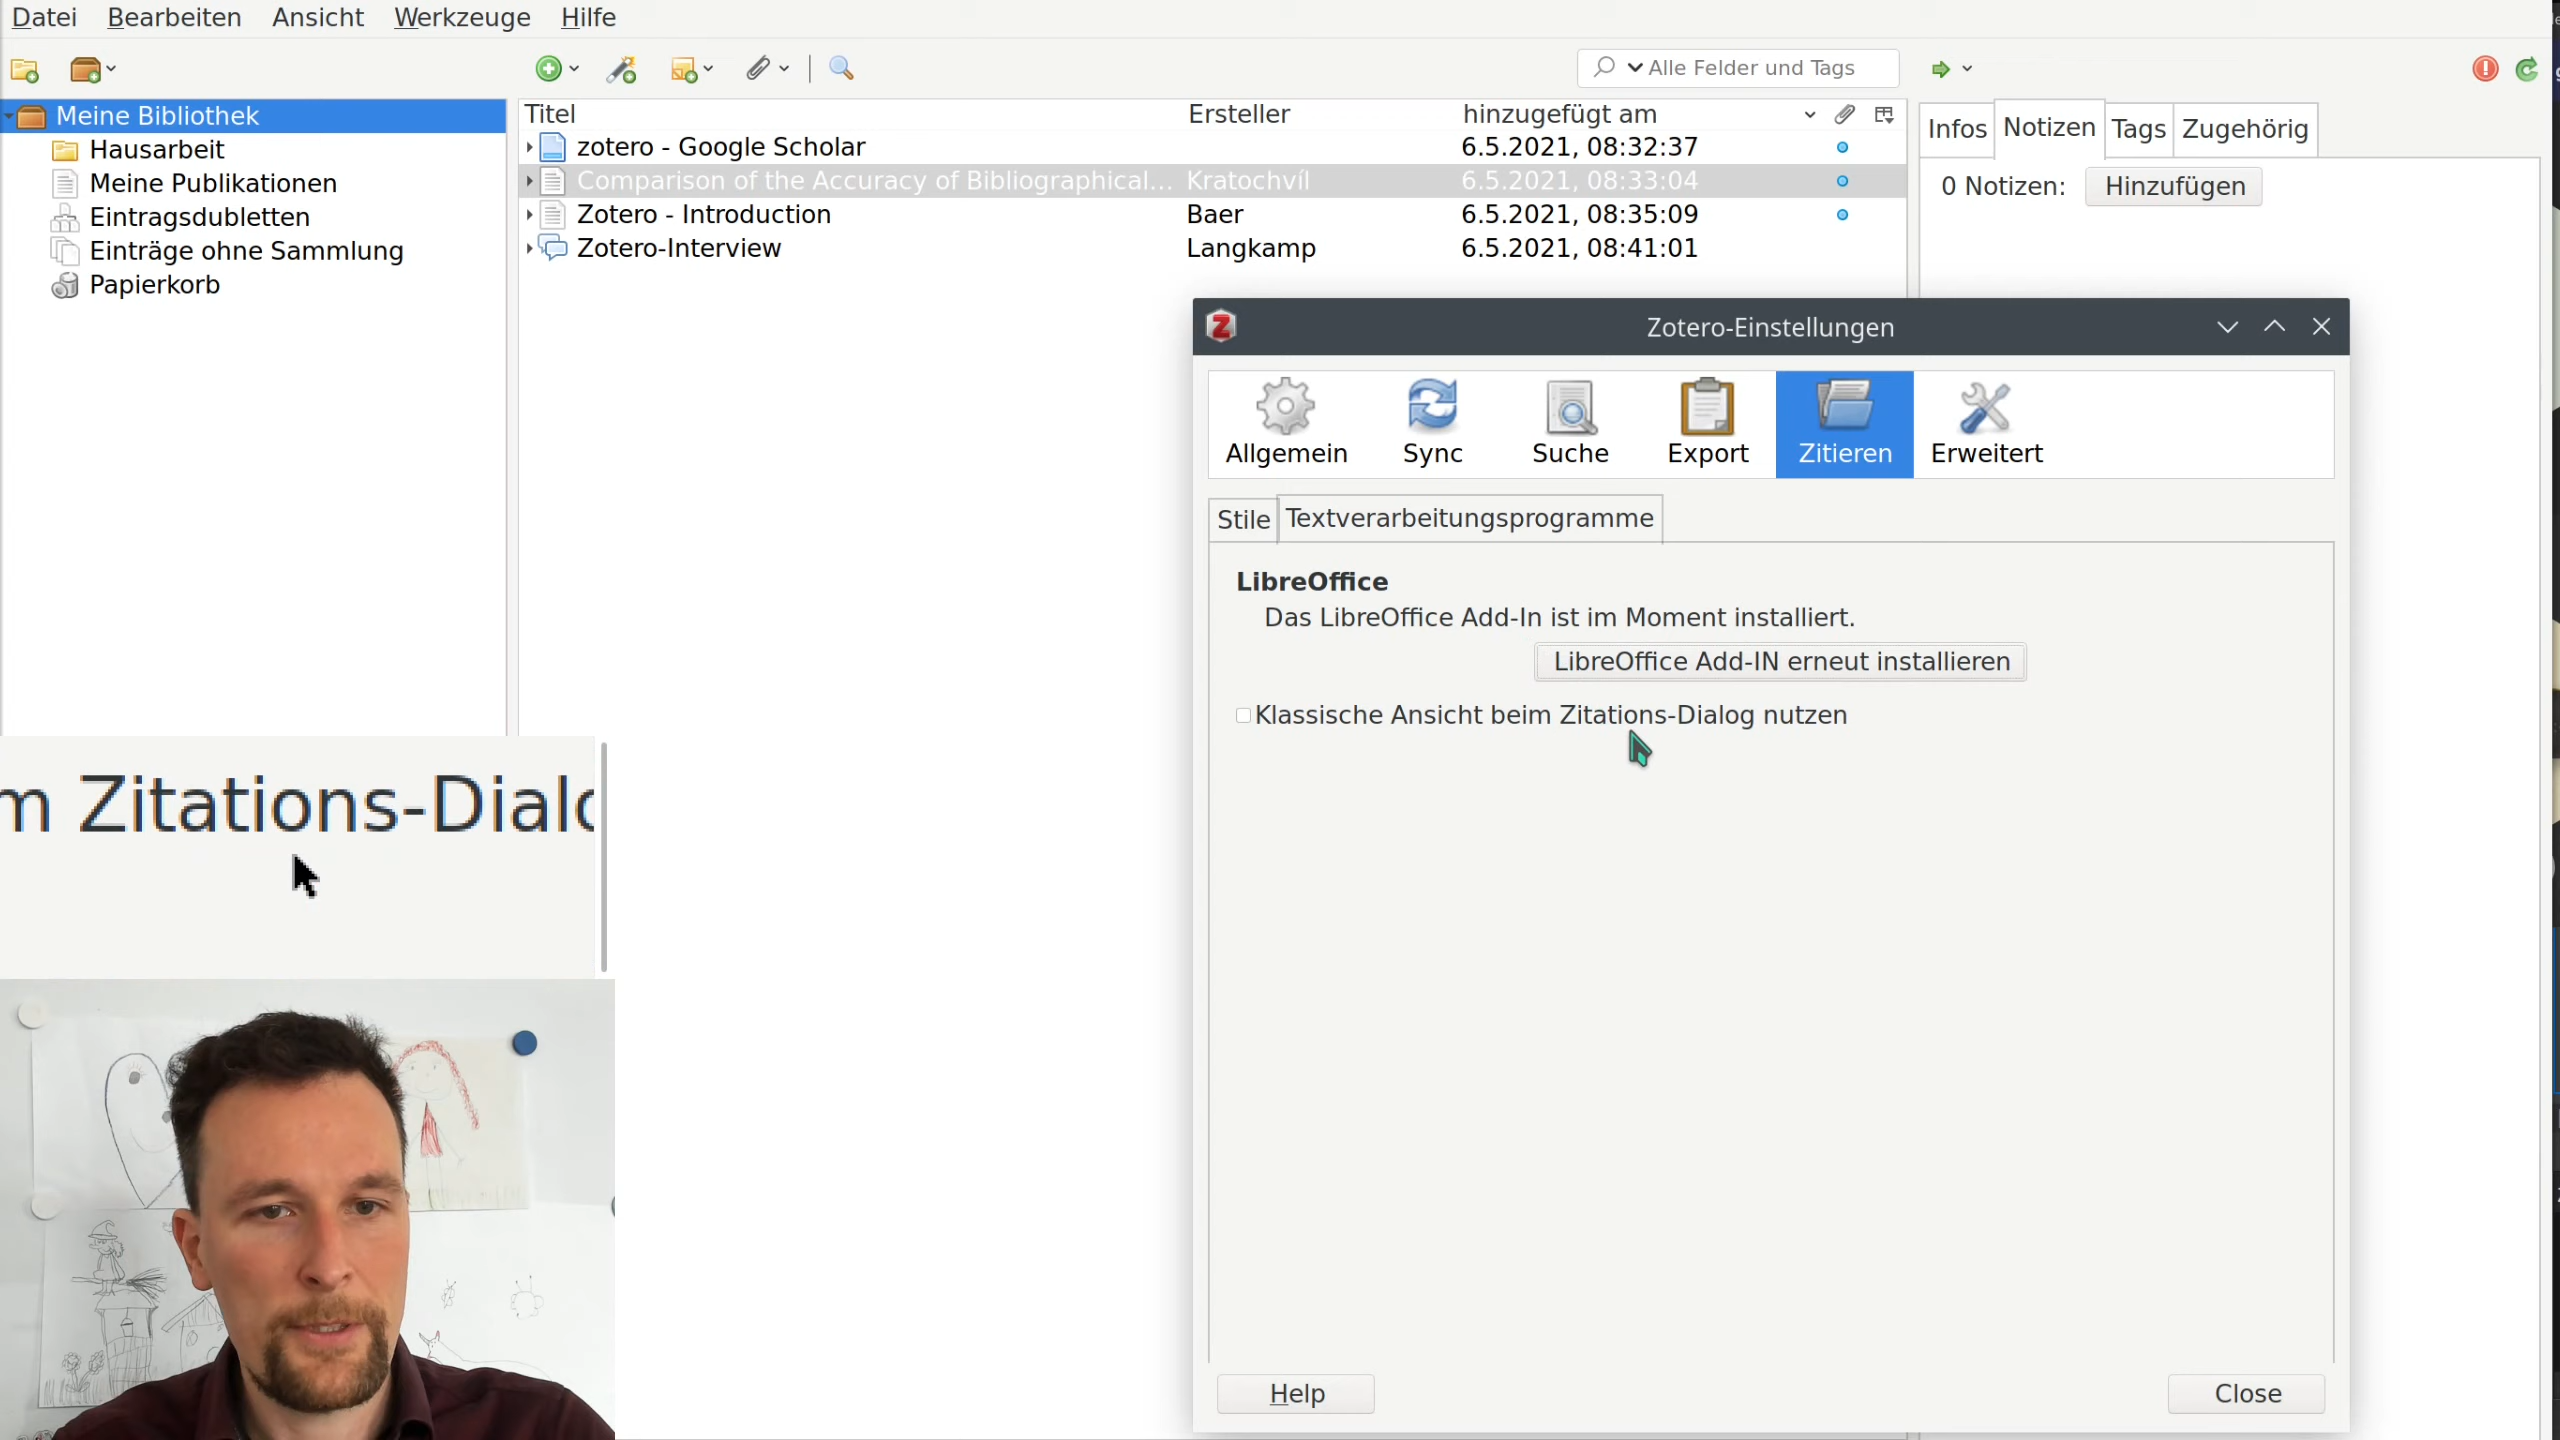 Datei Bearbeiten Ansicht Werkzeuge Hilfe
Alle Felder und Tags
Meine Bibliothek
Hausarbeit
Meine Publikationen
Eintragsdubletten
Einträge ohne Sammlung
Papierkorb
Titel Ersteller hinzugefügt am
zotero - Google Scholar 6.5.2021, 08:32:37
Comparison of the Accuracy of Bibliographical... Kratochvíl 6.5.2021, 08:33:04
Zotero - Introduction Baer 6.5.2021, 08:35:09
Zotero-Interview Langkamp 6.5.2021, 08:41:01
Infos Notizen Tags Zugehörig
0 Notizen: Hinzufügen
Zotero-Einstellungen
Allgemein Sync Suche Export Zitieren Erweitert
Stile Textverarbeitungsprogramme
LibreOffice
Das LibreOffice Add-In ist im Moment installiert.
LibreOffice Add-IN erneut installieren
Klassische Ansicht beim Zitations-Dialog nutzen
Help Close
m Zitations-Dialo